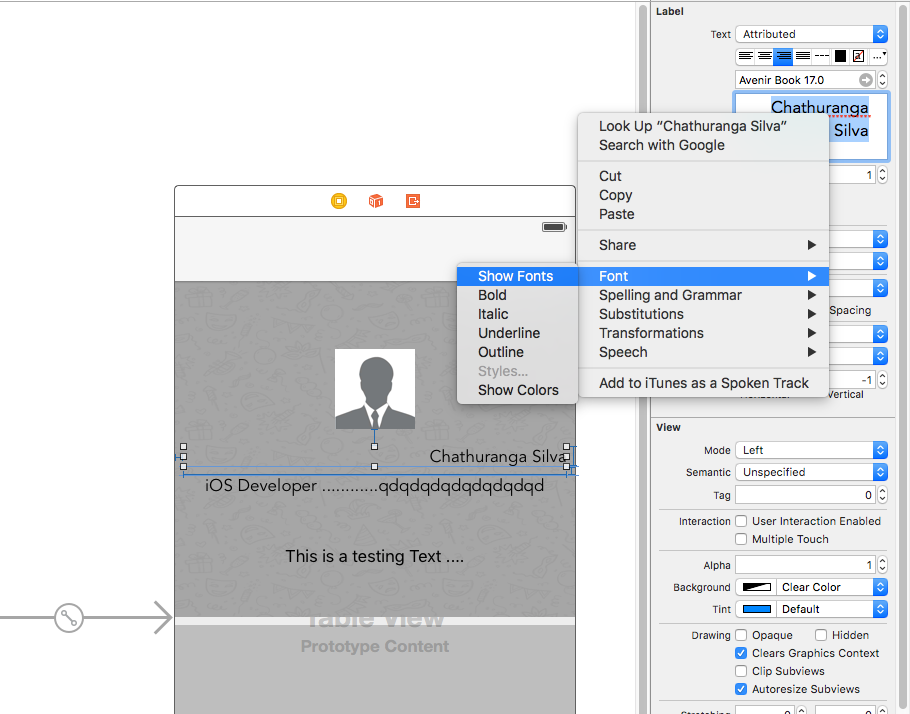 Label
Text Attributed
Avenir Book 17.0
Chathuranga
Silva
1
Look Up “Chathuranga Silva”
Search with Google
Cut
Copy
Paste
Share
Font
Spelling and Grammar
Substitutions
Transformations
Speech
Add to iTunes as a Spoken Track
Show Fonts
Bold
Italic
Underline
Outline
Styles...
Show Colors
Spacing
-1
Vertical
Chathuranga Silva
iOS Developer ............qdqdqdqdqdqdqdqd
This is a testing Text ....
Table View
Prototype Content
View
Mode Left
Semantic Unspecified
Tag 0
Interaction User Interaction Enabled
Multiple Touch
Alpha 1
Background Clear Color
Tint Default
Drawing Opaque Hidden
Clears Graphics Context
Clip Subviews
Autoresize Subviews